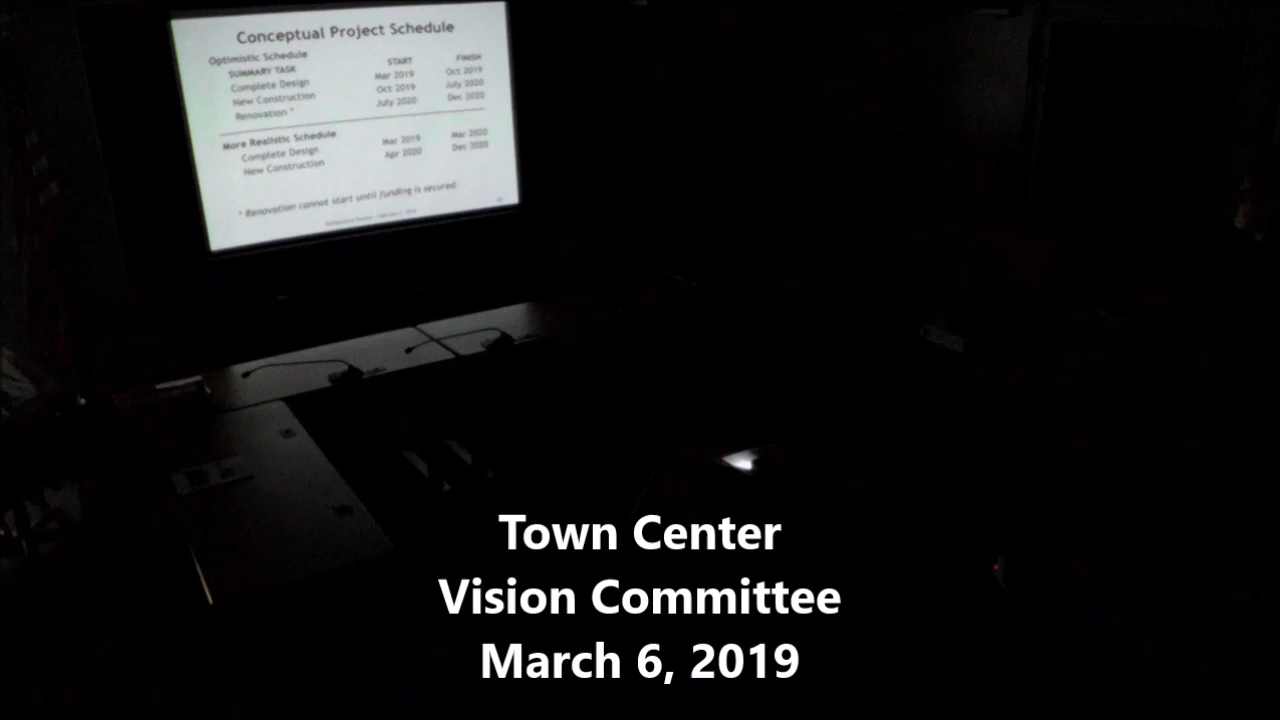 Conceptual Project Schedule
Optimistic Schedule
SUMMARY TASK START FINISH
Complete Design Mar 2019 Oct 2019
New Construction Oct 2019 July 2020
Renovation * July 2020 Dec 2020
More Realistic Schedule
Complete Design Mar 2019 Mar 2020
New Construction Apr 2020 Dec 2020
* Renovation cannot start until funding is secured.
Town Center
Vision Committee
March 6, 2019